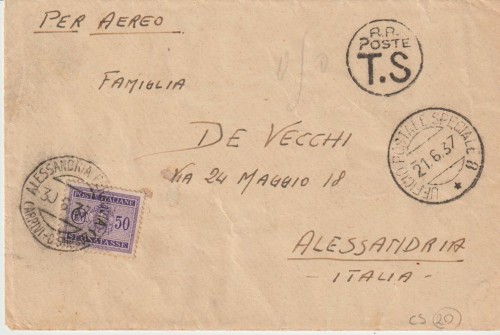 PER AEREO
R.R.
POSTE
T.S
FAMIGLIA
UFFICIO POSTALE SPECIALE 8
21.6.37
DE VECCHI
VIA 24 MAGGIO 18
ALESSANDRIA
POSTE ITALIANE
50
SEGNATASSE
ALESSANDRIA
ITALIA
CS 20